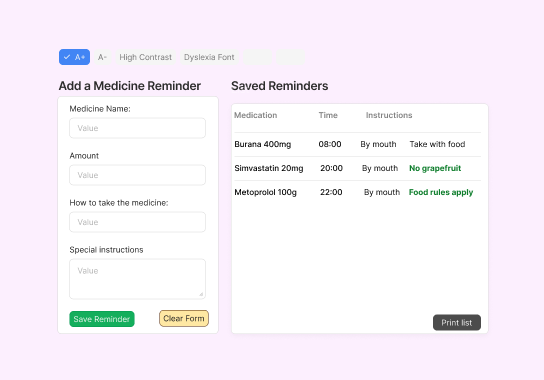 A+ A- High Contrast Dyslexia Font
Add a Medicine Reminder
Medicine Name:
Value
Amount
Value
How to take the medicine:
Value
Special instructions
Value
Save Reminder Clear Form
Saved Reminders
Medication Time Instructions
Burana 400mg 08:00 By mouth Take with food
Simvastatin 20mg 20:00 By mouth No grapefruit
Metoprolol 100g 22:00 By mouth Food rules apply
Print list